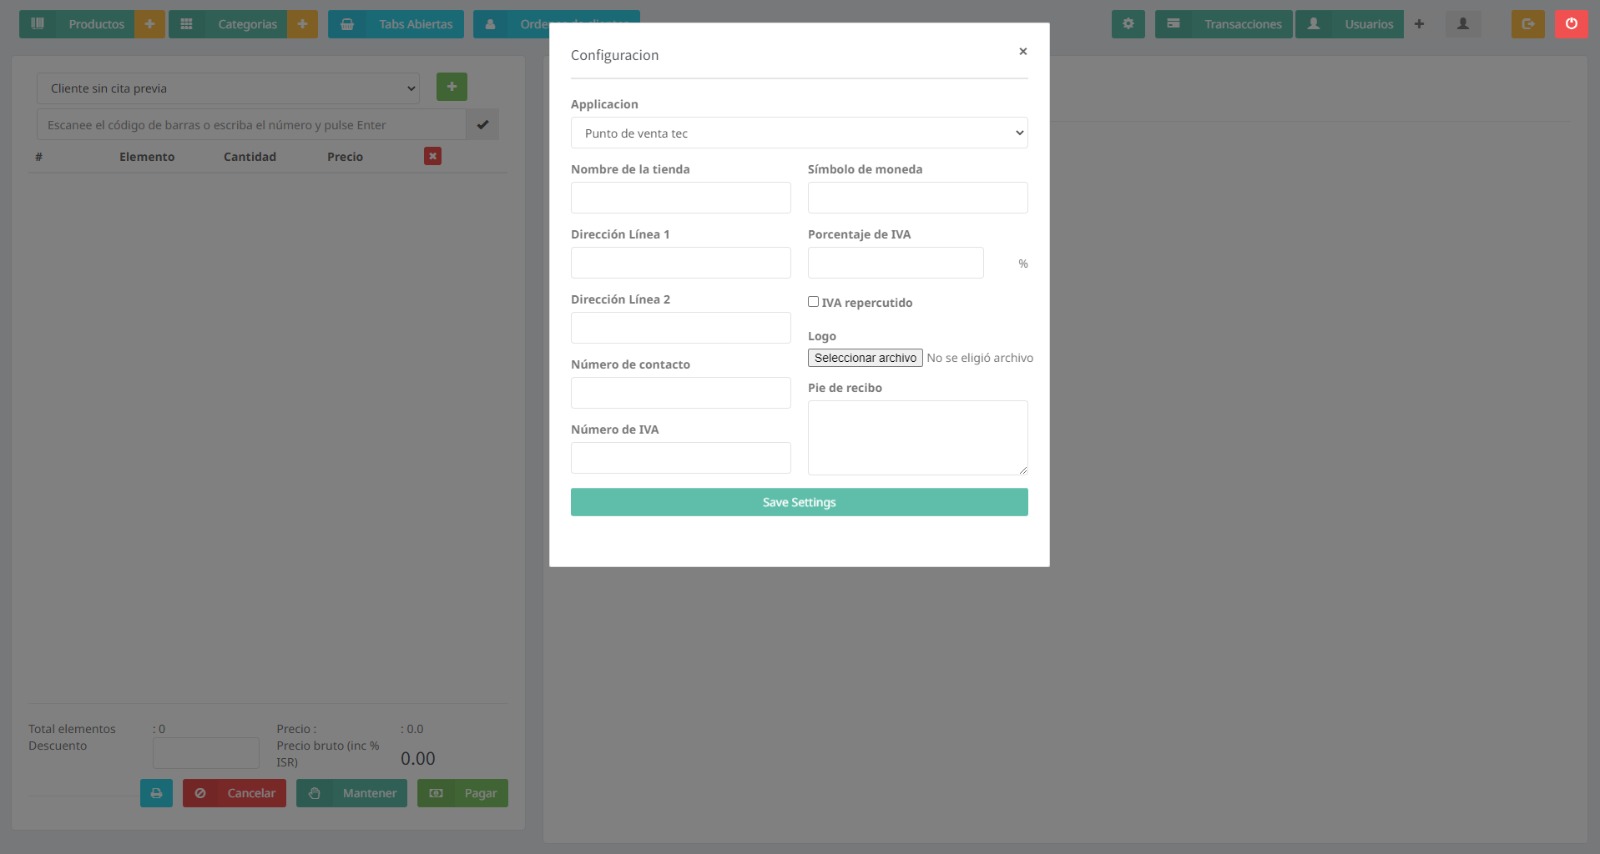 Productos
Categorias
Tabs Abiertas
Transacciones
Usuarios
Configuracion
×
Applicacion
Punto de venta tec
Nombre de la tienda
Símbolo de moneda
Dirección Línea 1
Porcentaje de IVA
%
Dirección Línea 2
IVA repercutido
Logo
Seleccionar archivo No se eligió archivo
Número de contacto
Pie de recibo
Número de IVA
Save Settings
Cliente sin cita previa
Escanee el código de barras o escriba el número y pulse Enter
# Elemento Cantidad Precio
Total elementos : 0 Precio : : 0.0
Descuento Precio bruto (inc % ISR) 0.00
Cancelar
Mantener
Pagar